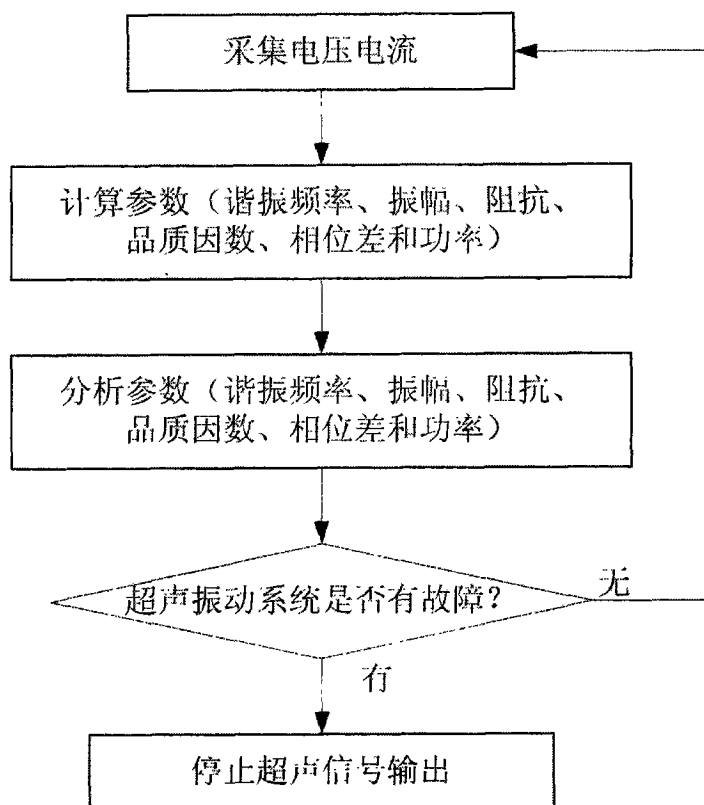 采集电压电流
计算参数（谐振频率、振幅、阻抗、
品质因数、相位差和功率）
分析参数（谐振频率、振幅、阻抗、
品质因数、相位差和功率）
超声振动系统是否有故障？
无
有
停止超声信号输出